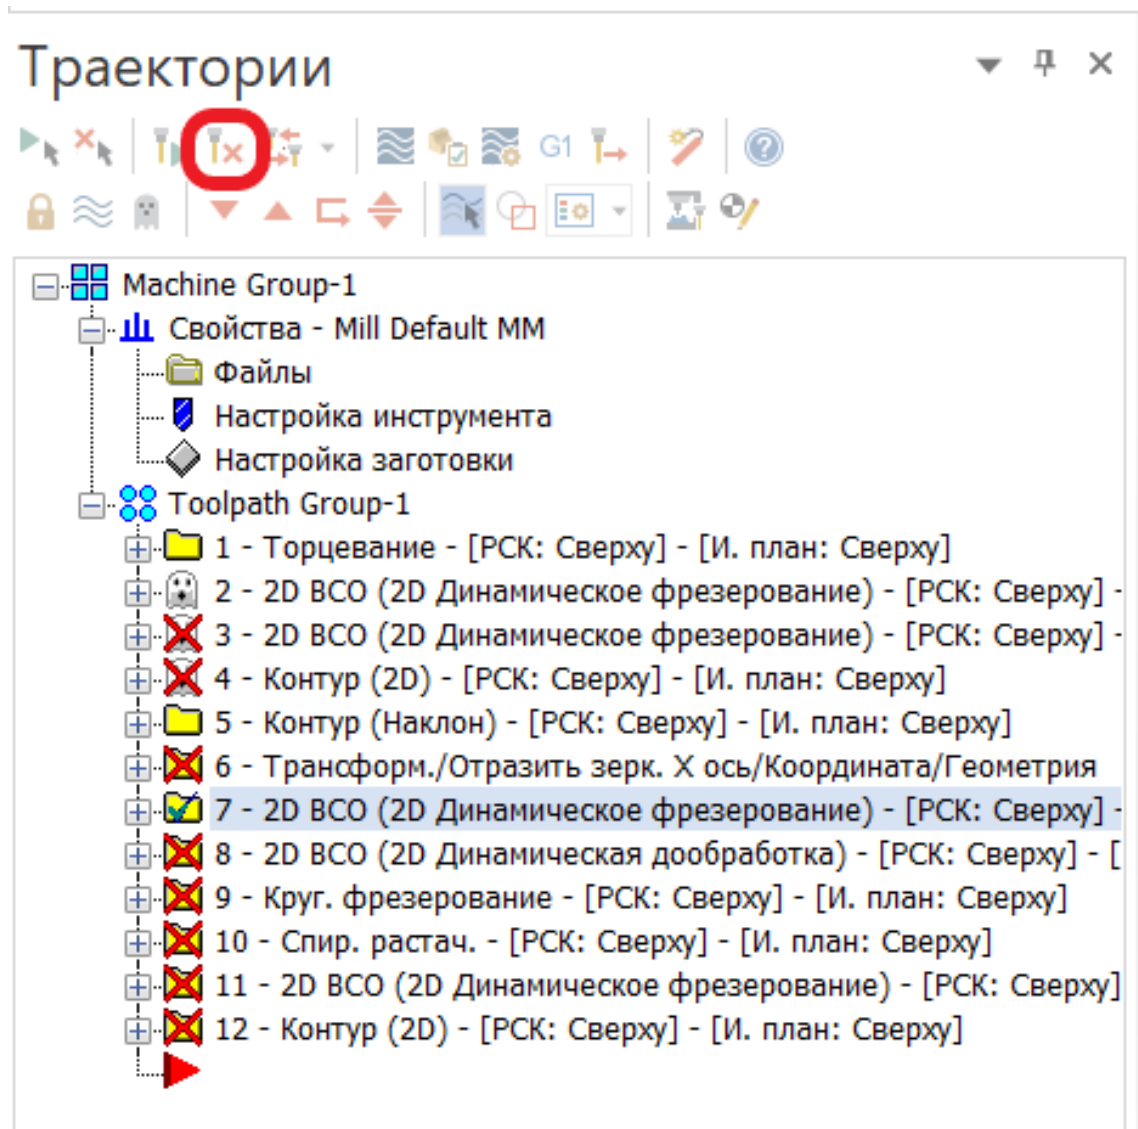 Траектории
G1
Machine Group-1
Свойства - Mill Default MM
Файлы
Настройка инструмента
Настройка заготовки
Toolpath Group-1
1 - Торцевание - [РСК: Сверху] - [И. план: Сверху]
2 - 2D ВСО (2D Динамическое фрезерование) - [РСК: Сверху] -
3 - 2D ВСО (2D Динамическое фрезерование) - [РСК: Сверху] -
4 - Контур (2D) - [РСК: Сверху] - [И. план: Сверху]
5 - Контур (Наклон) - [РСК: Сверху] - [И. план: Сверху]
6 - Трансформ./Отразить зерк. X ось/Координата/Геометрия
7 - 2D ВСО (2D Динамическое фрезерование) - [РСК: Сверху] -
8 - 2D ВСО (2D Динамическая дообработка) - [РСК: Сверху] - [
9 - Круг. фрезерование - [РСК: Сверху] - [И. план: Сверху]
10 - Спир. растач. - [РСК: Сверху] - [И. план: Сверху]
11 - 2D ВСО (2D Динамическое фрезерование) - [РСК: Сверху]
12 - Контур (2D) - [РСК: Сверху] - [И. план: Сверху]